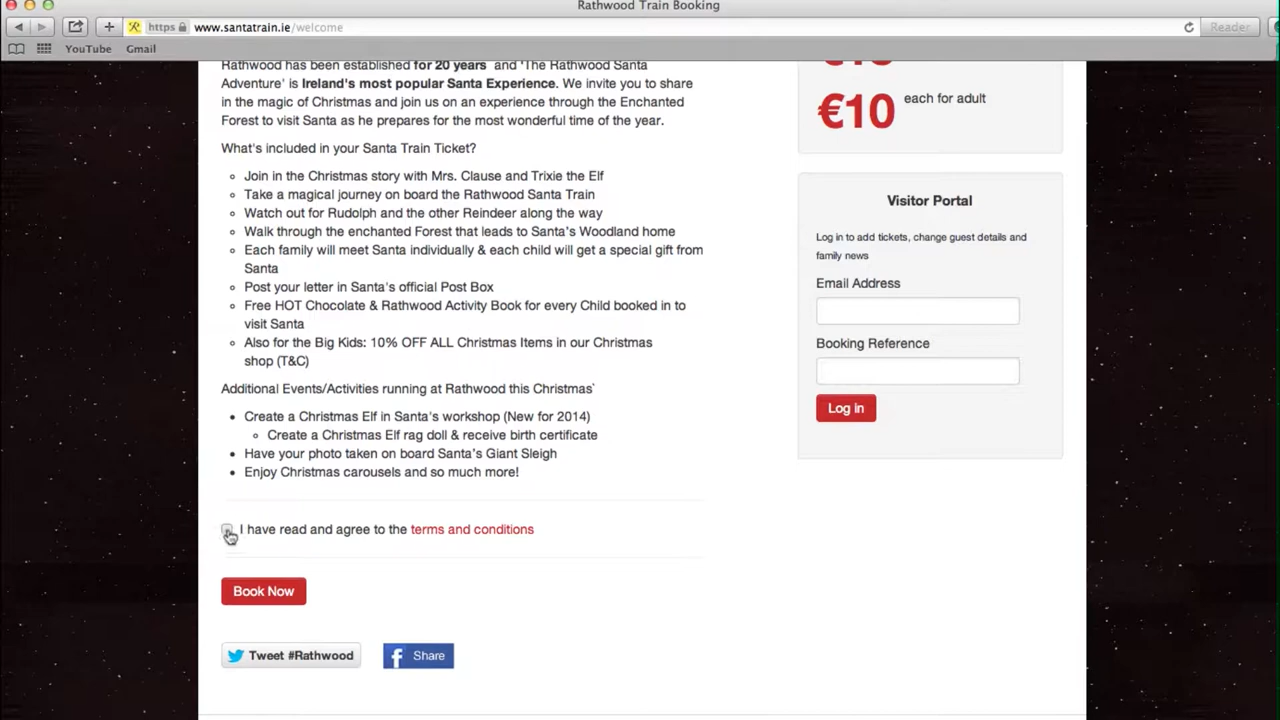 Rathwood Train Booking
https www.santatrain.ie/welcome
Reader
YouTube Gmail
Rathwood has been established for 20 years and 'The Rathwood Santa
Adventure' is Ireland's most popular Santa Experience. We invite you to share
in the magic of Christmas and join us on an experience through the Enchanted
Forest to visit Santa as he prepares for the most wonderful time of the year.
What's included in your Santa Train Ticket?
Join in the Christmas story with Mrs. Clause and Trixie the Elf
Take a magical journey on board the Rathwood Santa Train
Watch out for Rudolph and the other Reindeer along the way
Walk through the enchanted Forest that leads to Santa's Woodland home
Each family will meet Santa individually & each child will get a special gift from
Santa
Post your letter in Santa's official Post Box
Free HOT Chocolate & Rathwood Activity Book for every Child booked in to
visit Santa
Also for the Big Kids: 10% OFF ALL Christmas Items in our Christmas
shop (T&C)
Additional Events/Activities running at Rathwood this Christmas`
Create a Christmas Elf in Santa's workshop (New for 2014)
Create a Christmas Elf rag doll & receive birth certificate
Have your photo taken on board Santa's Giant Sleigh
Enjoy Christmas carousels and so much more!
I have read and agree to the terms and conditions
Book Now
Tweet #Rathwood
Share
€10 each for adult
Visitor Portal
Log in to add tickets, change guest details and
family news
Email Address
Booking Reference
Log in